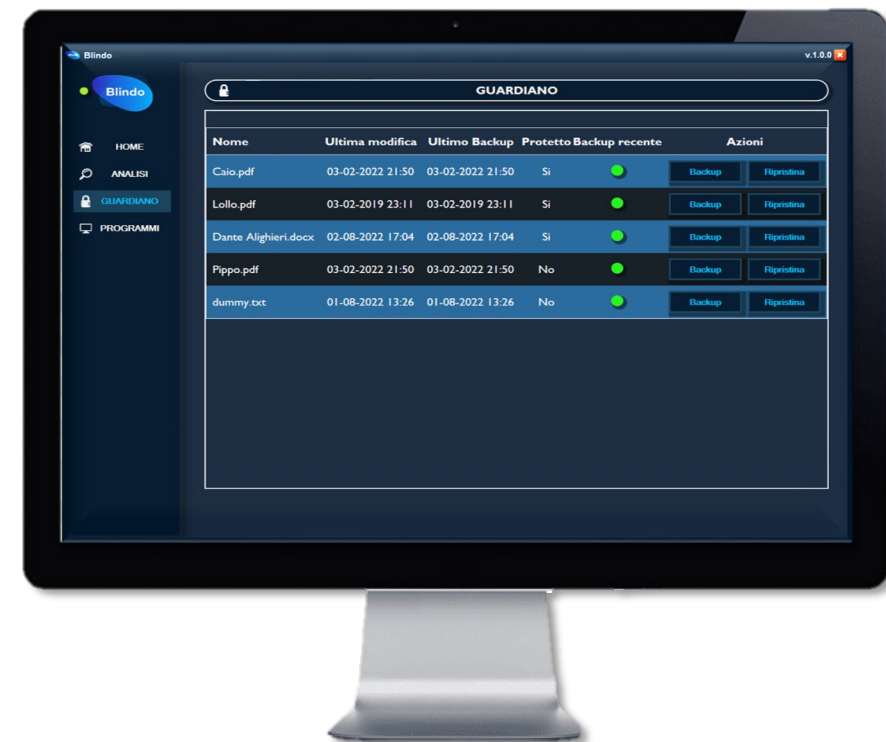 Blindo v.1.0.0
Blindo
GUARDIANO
HOME
ANALISI
GUARDIANO
PROGRAMMI
Nome Ultima modifica Ultimo Backup Protetto Backup recente Azioni
Caio.pdf 03-02-2022 21:50 03-02-2022 21:50 Si Backup Ripristina
Lollo.pdf 03-02-2019 23:11 03-02-2019 23:11 Si Backup Ripristina
Dante Alighieri.docx 02-08-2022 17:04 02-08-2022 17:04 Si Backup Ripristina
Pippo.pdf 03-02-2022 21:50 03-02-2022 21:50 No Backup Ripristina
dummy.txt 01-08-2022 13:26 01-08-2022 13:26 No Backup Ripristina